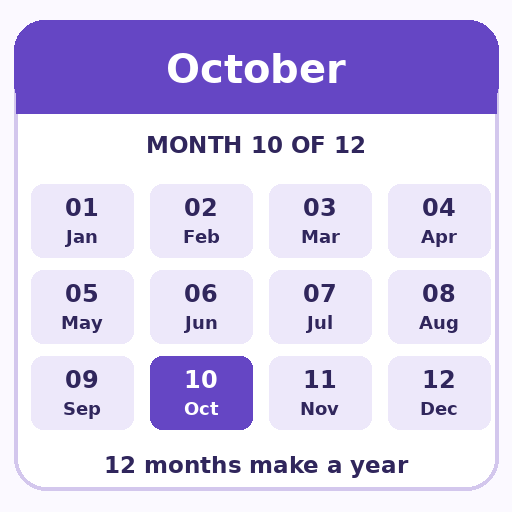 October
MONTH 10 OF 12
01 02 03 04
Jan Feb Mar Apr
05 06 07 08
May Jun Jul Aug
09 10 11 12
Sep Oct Nov Dec
12 months make a year